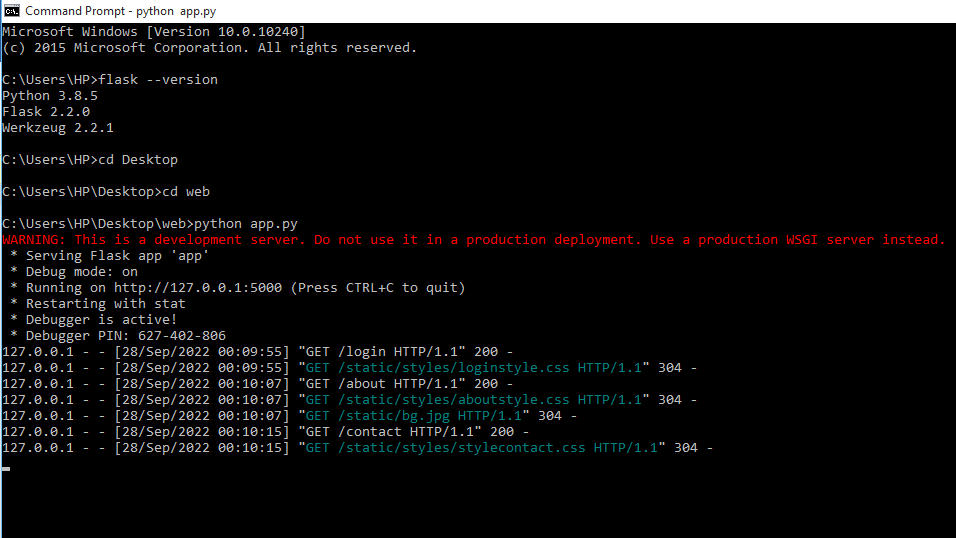 Command Prompt - python  app.py
Microsoft Windows [Version 10.0.10240]
(c) 2015 Microsoft Corporation. All rights reserved.
C:\Users\HP>flask --version
Python 3.8.5
Flask 2.2.0
Werkzeug 2.2.1
C:\Users\HP>cd Desktop
C:\Users\HP\Desktop>cd web
C:\Users\HP\Desktop\web>python app.py
WARNING: This is a development server. Do not use it in a production deployment. Use a production WSGI server instead.
 * Serving Flask app 'app'
 * Debug mode: on
 * Running on http://127.0.0.1:5000 (Press CTRL+C to quit)
 * Restarting with stat
 * Debugger is active!
 * Debugger PIN: 627-402-806
127.0.0.1 - - [28/Sep/2022 00:09:55] "GET /login HTTP/1.1" 200 -
127.0.0.1 - - [28/Sep/2022 00:09:55] "GET /static/styles/loginstyle.css HTTP/1.1" 304 -
127.0.0.1 - - [28/Sep/2022 00:10:07] "GET /about HTTP/1.1" 200 -
127.0.0.1 - - [28/Sep/2022 00:10:07] "GET /static/styles/aboutstyle.css HTTP/1.1" 304 -
127.0.0.1 - - [28/Sep/2022 00:10:07] "GET /static/bg.jpg HTTP/1.1" 304 -
127.0.0.1 - - [28/Sep/2022 00:10:15] "GET /contact HTTP/1.1" 200 -
127.0.0.1 - - [28/Sep/2022 00:10:15] "GET /static/styles/stylecontact.css HTTP/1.1" 304 -